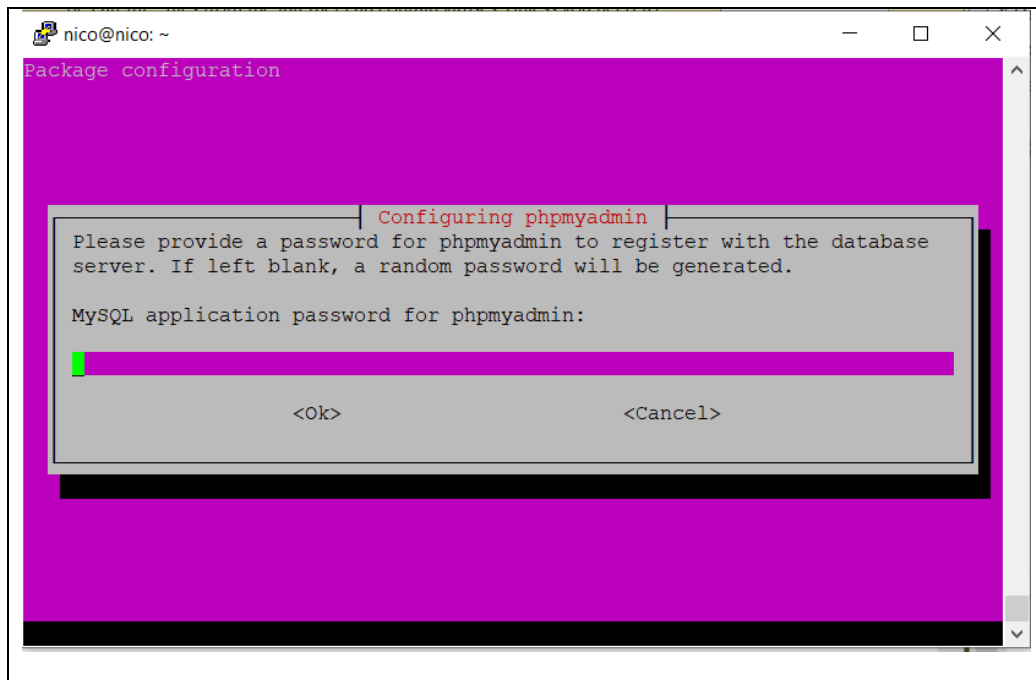 nico@nico: ~
Package configuration
Configuring phpmyadmin
Please provide a password for phpmyadmin to register with the database
server. If left blank, a random password will be generated.
MySQL application password for phpmyadmin:
<Ok> <Cancel>